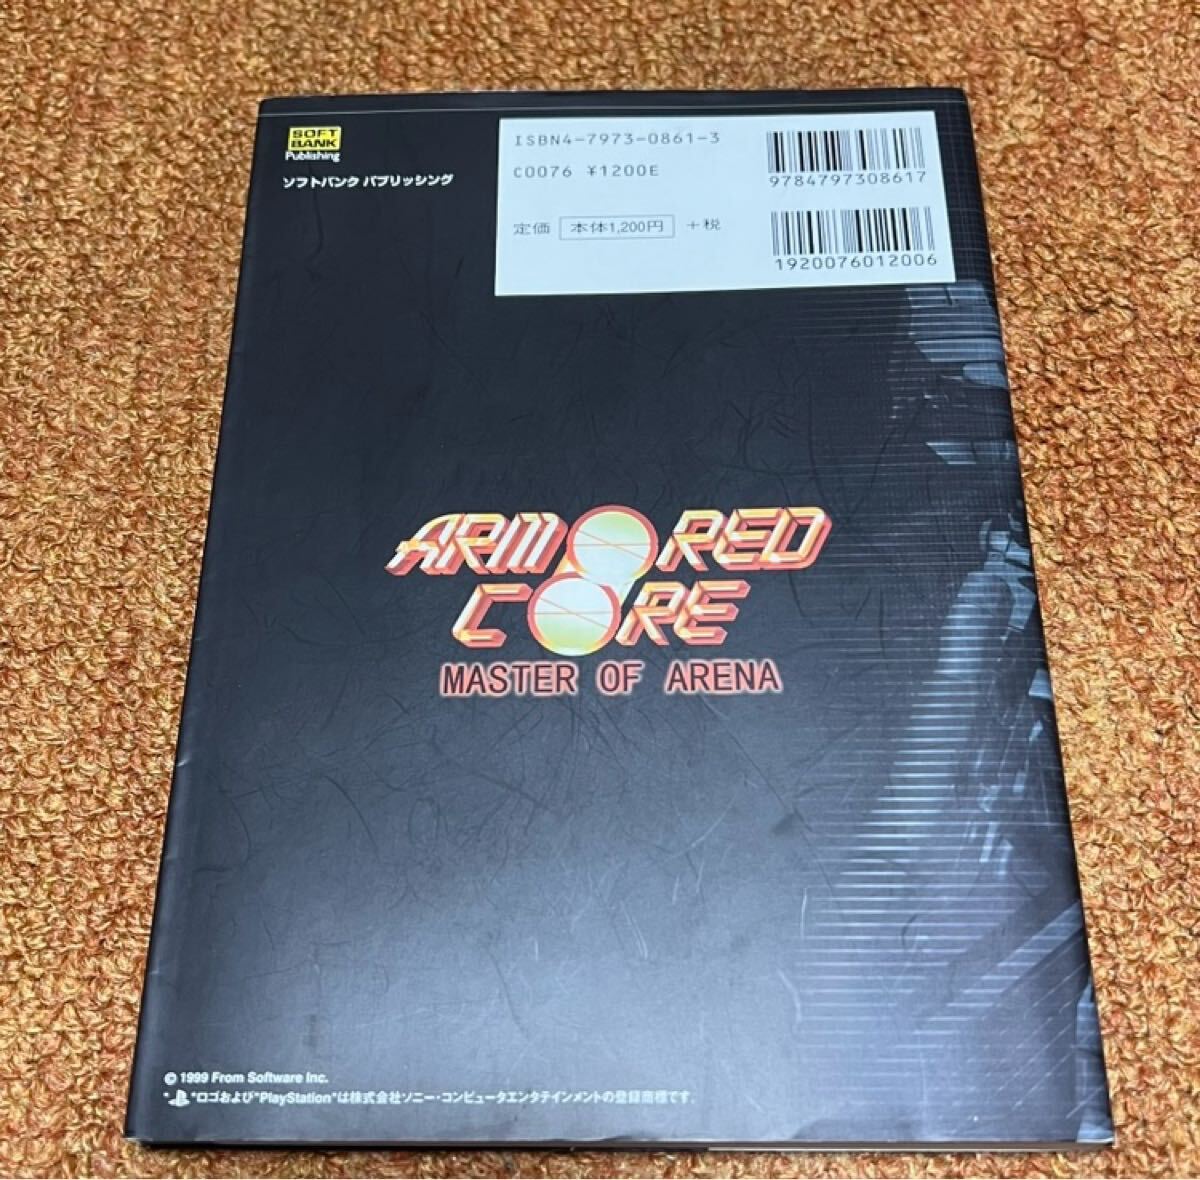 SOFT
BANK
Publishing
ソフトバンク パブリッシング
ISBN4-7973-0861-3
C0076 ¥1200E
定価 本体1,200円 +税
9784797308617
1920076012006
ARMORED
CORE
MASTER OF ARENA
© 1999 From Software Inc.
"ロゴおよび"PlayStation"は株式会社ソニー・コンピュータエンタテインメントの登録商標です。